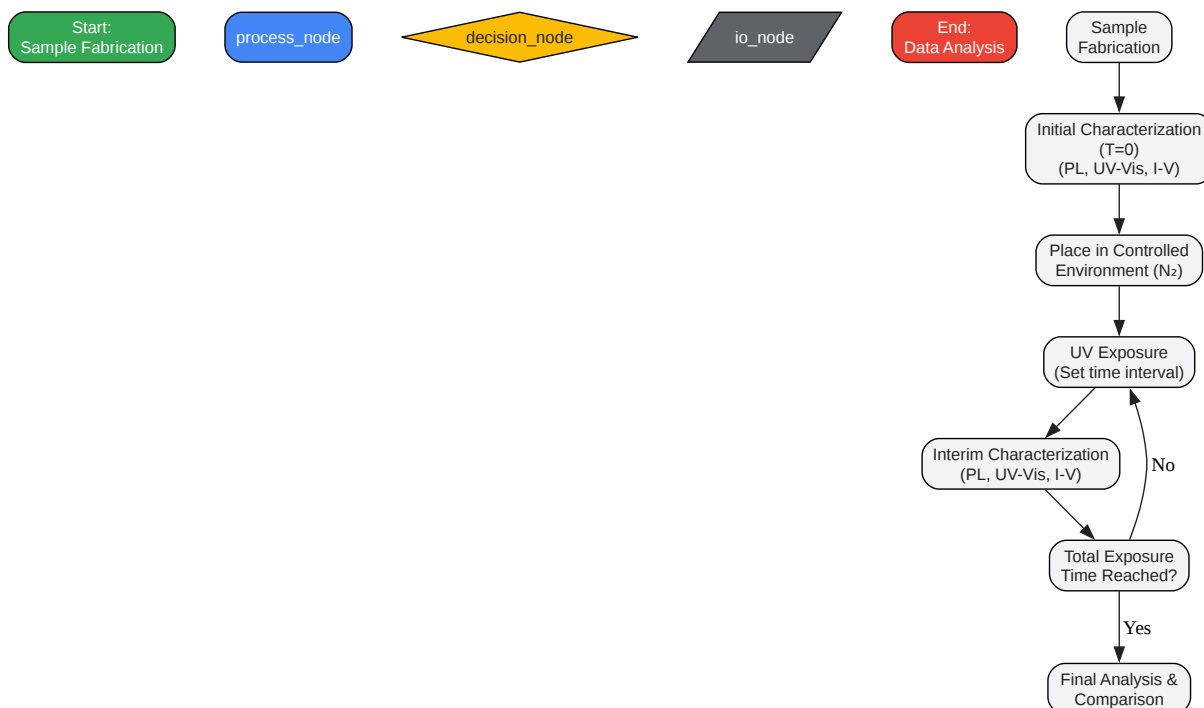 Start:
Sample Fabrication
process_node
decision_node
io_node
End:
Data Analysis
Sample
Fabrication
Initial Characterization
(T=0)
(PL, UV-Vis, I-V)
Place in Controlled
Environment (N₂)
UV Exposure
(Set time interval)
Interim Characterization
(PL, UV-Vis, I-V)
No
Total Exposure
Time Reached?
Yes
Final Analysis &
Comparison